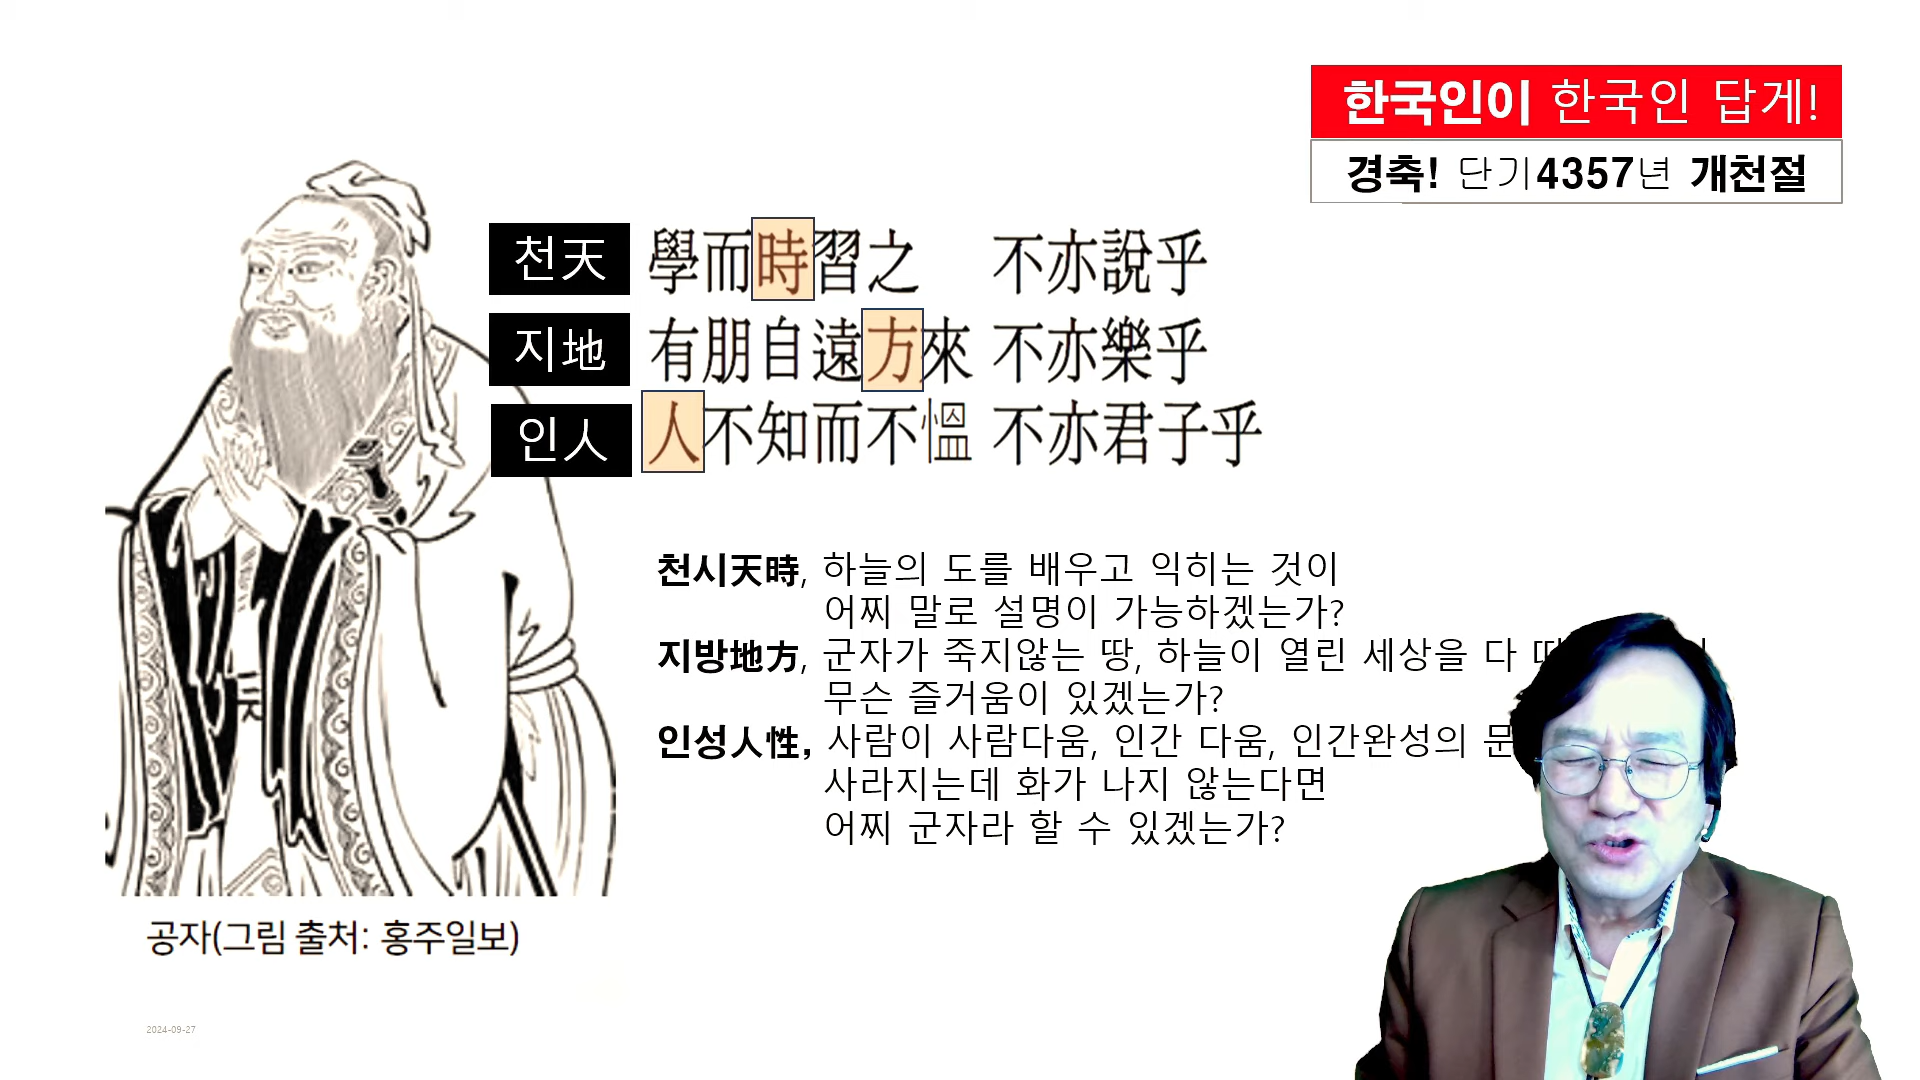 한국인이 한국인 답게!
경축! 단기4357년 개천절
천天 學而時習之 不亦說乎
지地 有朋自遠方來 不亦樂乎
인人 人不知而不慍 不亦君子乎
천시天時, 하늘의 도를 배우고 익히는 것이
어찌 말로 설명이 가능하겠는가?
지방地方, 군자가 죽지않는 땅, 하늘이 열린 세상을 다
무슨 즐거움이 있겠는가?
인성人性, 사람이 사람다움, 인간 다움, 인간완성의
사라지는데 화가 나지 않는다면
어찌 군자라 할 수 있겠는가?
공자(그림 출처: 홍주일보)
2024-09-27